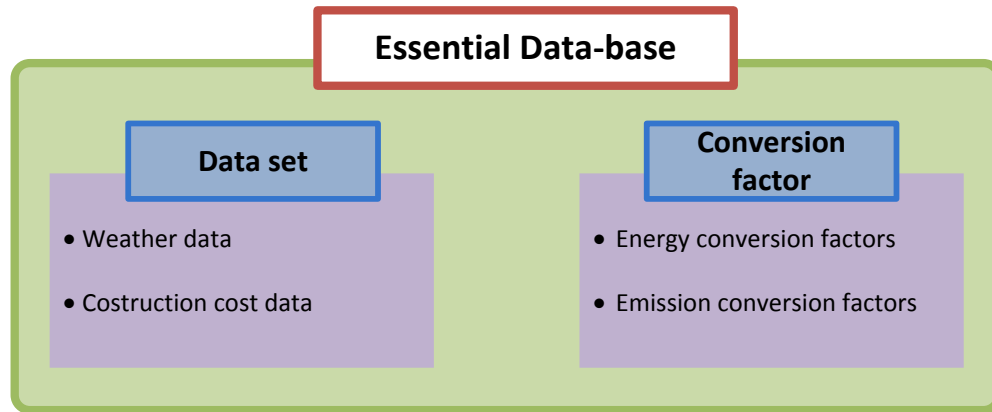 Essential Data-base
Data set
• Weather data
• Costruction cost data
Conversion
factor
• Energy conversion factors
• Emission conversion factors